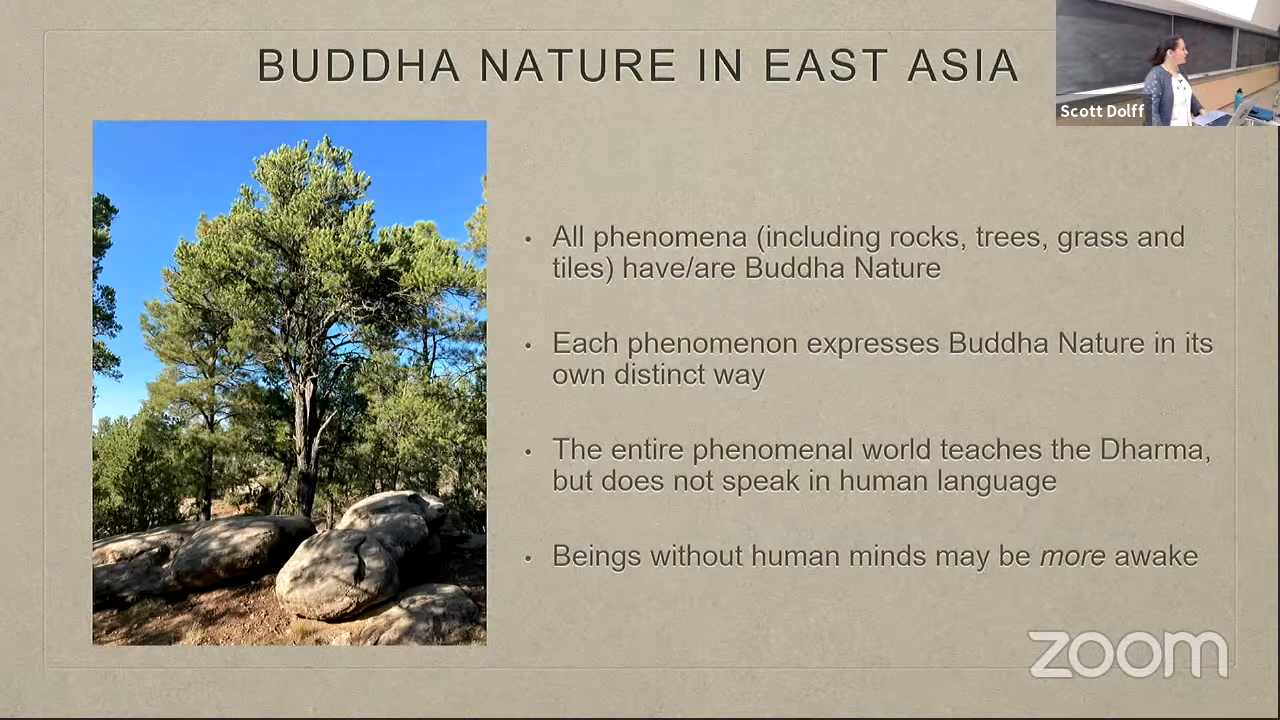 BUDDHA NATURE IN EAST ASIA
Scott Dolff
• All phenomena (including rocks, trees, grass and
tiles) have/are Buddha Nature
• Each phenomenon expresses Buddha Nature in its
own distinct way
• The entire phenomenal world teaches the Dharma,
but does not speak in human language
• Beings without human minds may be more awake
zoom